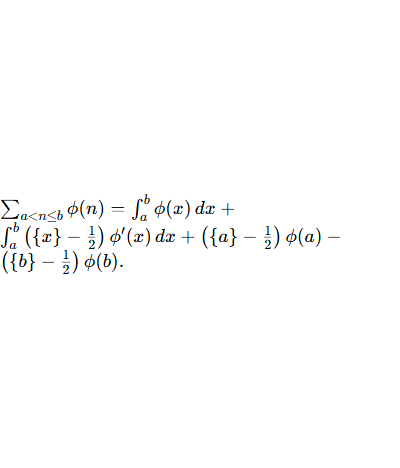 ∑_{a<n≤b} ϕ(n) = ∫_a^b ϕ(x) dx +
∫_a^b ({x} − 1/2) ϕ′(x) dx + ({a} − 1/2) ϕ(a) −
({b} − 1/2) ϕ(b).